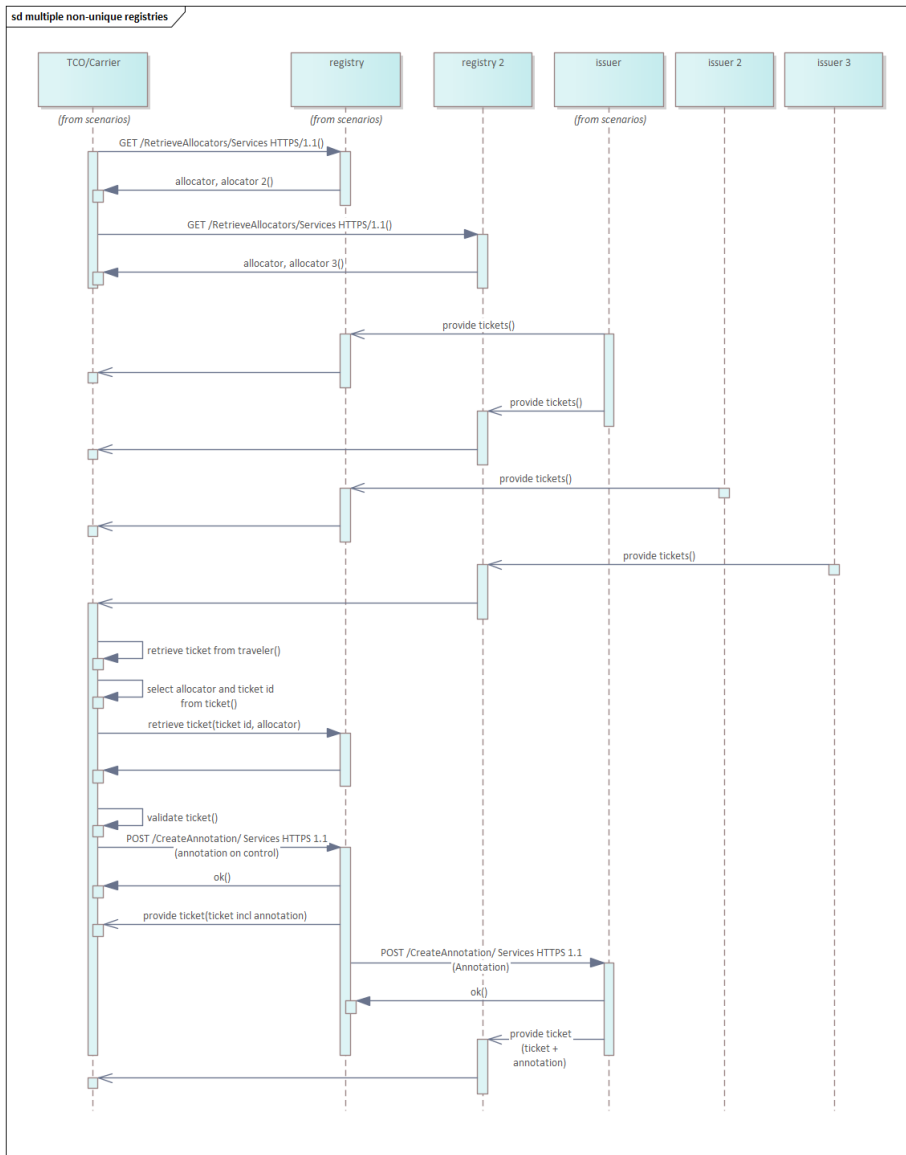 sd multiple non-unique registries
TCO/Carrier
registry
registry 2
issuer
issuer 2
issuer 3
(from scenarios)
(from scenarios)
(from scenarios)
GET /RetrieveAllocators/Services HTTPS/1.1()
allocator, alocator 2()
GET /RetrieveAllocators/Services HTTPS/1.1()
allocator, allocator 3()
provide tickets()
provide tickets()
provide tickets()
provide tickets()
retrieve ticket from traveler()
select allocator and ticket id
from ticket()
retrieve ticket(ticket id, allocator)
validate ticket()
POST /CreateAnnotation/ Services HTTPS 1.1
(annotation on control)
ok()
provide ticket(ticket incl annotation)
POST /CreateAnnotation/ Services HTTPS 1.1
(Annotation)
ok()
provide ticket
(ticket +
annotation)